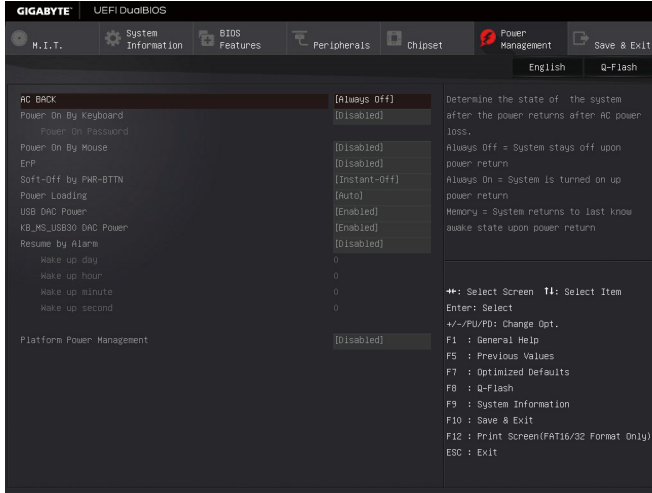 GIGABYTE™ UEFI DualBIOS
M.I.T. System Information BIOS Features Peripherals Chipset Power Management Save & Exit
English Q-Flash
AC BACK [Always Off]
Power On By Keyboard [Disabled]
Power On Password
Power On By Mouse [Disabled]
ErP [Disabled]
Soft-Off by PWR-BTTN [Instant-Off]
Power Loading [Auto]
USB DAC Power [Enabled]
KB_MS_USB30 DAC Power [Enabled]
Resume by Alarm [Disabled]
Wake up day 0
Wake up hour 0
Wake up minute 0
Wake up second 0
Platform Power Management [Disabled]
Determine the state of the system
after the power returns after AC power
loss.
Always Off = System stays off upon
power return
Always On = System is turned on up
power return
Memory = System returns to last know
awake state upon power return
→←: Select Screen ↑↓: Select Item
Enter: Select
+/-/PU/PD: Change Opt.
F1 : General Help
F5 : Previous Values
F7 : Optimized Defaults
F8 : Q-Flash
F9 : System Information
F10 : Save & Exit
F12 : Print Screen(FAT16/32 Format Only)
ESC : Exit